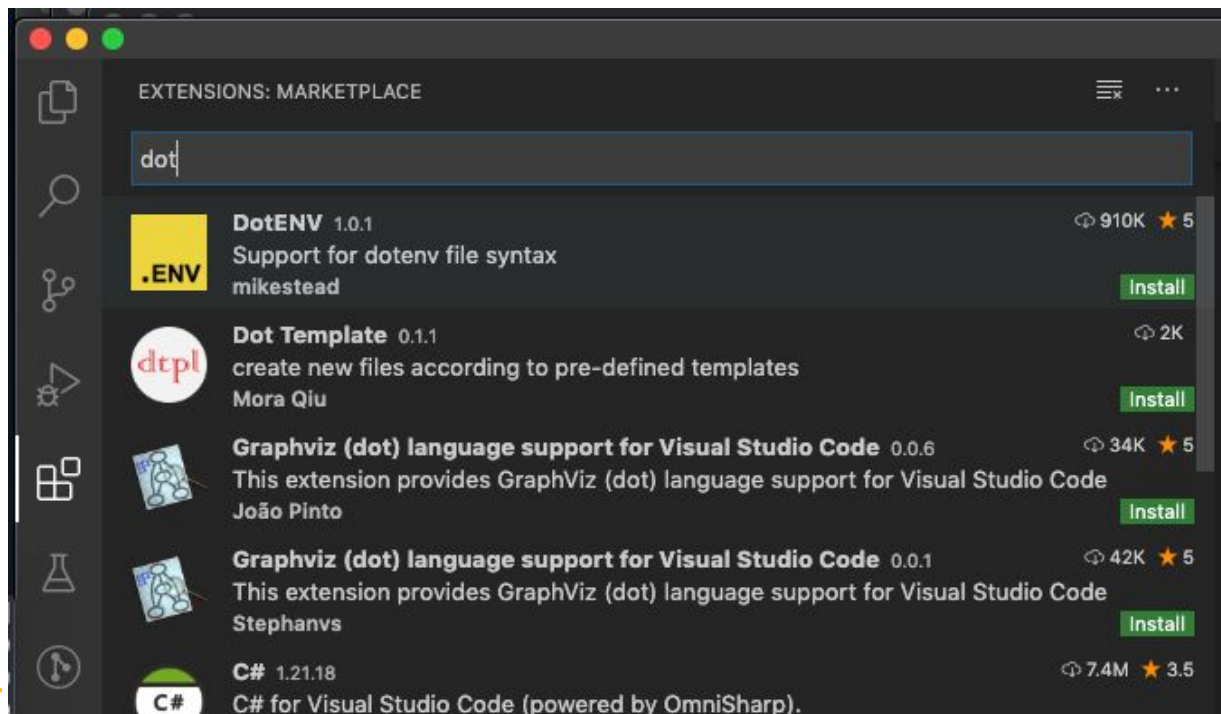 EXTENSIONS: MARKETPLACE
dot
DotENV 1.0.1 910K 5
Support for dotenv file syntax
.ENV
mikestead Install
Dot Template 0.1.1 2K
dtpl
create new files according to pre-defined templates
Mora Qiu Install
Graphviz (dot) language support for Visual Studio Code 0.0.6 34K 5
This extension provides GraphViz (dot) language support for Visual Studio Code
João Pinto Install
Graphviz (dot) language support for Visual Studio Code 0.0.1 42K 5
This extension provides GraphViz (dot) language support for Visual Studio Code
Stephanvs Install
C# 1.21.18 7.4M 3.5
C# C# for Visual Studio Code (powered by OmniSharp).